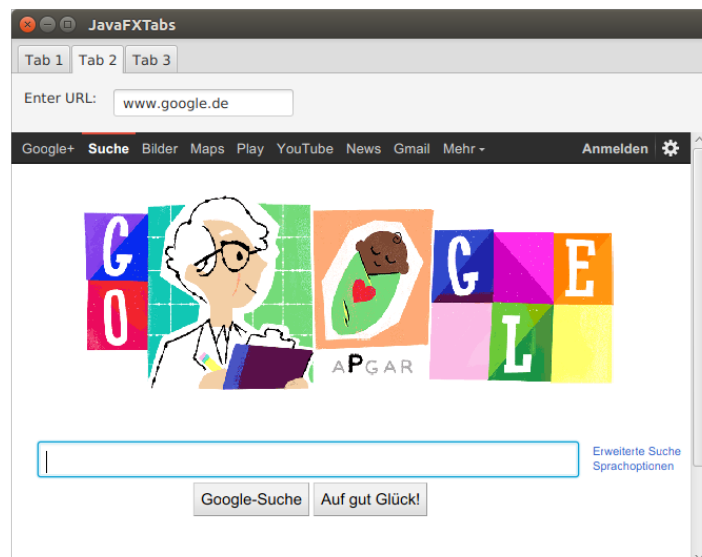 JavaFXTabs
Tab 1 Tab 2 Tab 3
Enter URL: www.google.de
Google+ Suche Bilder Maps Play YouTube News Gmail Mehr Anmelden
G G E
O L
APGAR
Erweiterte Suche
Sprachoptionen
Google-Suche Auf gut Glück!